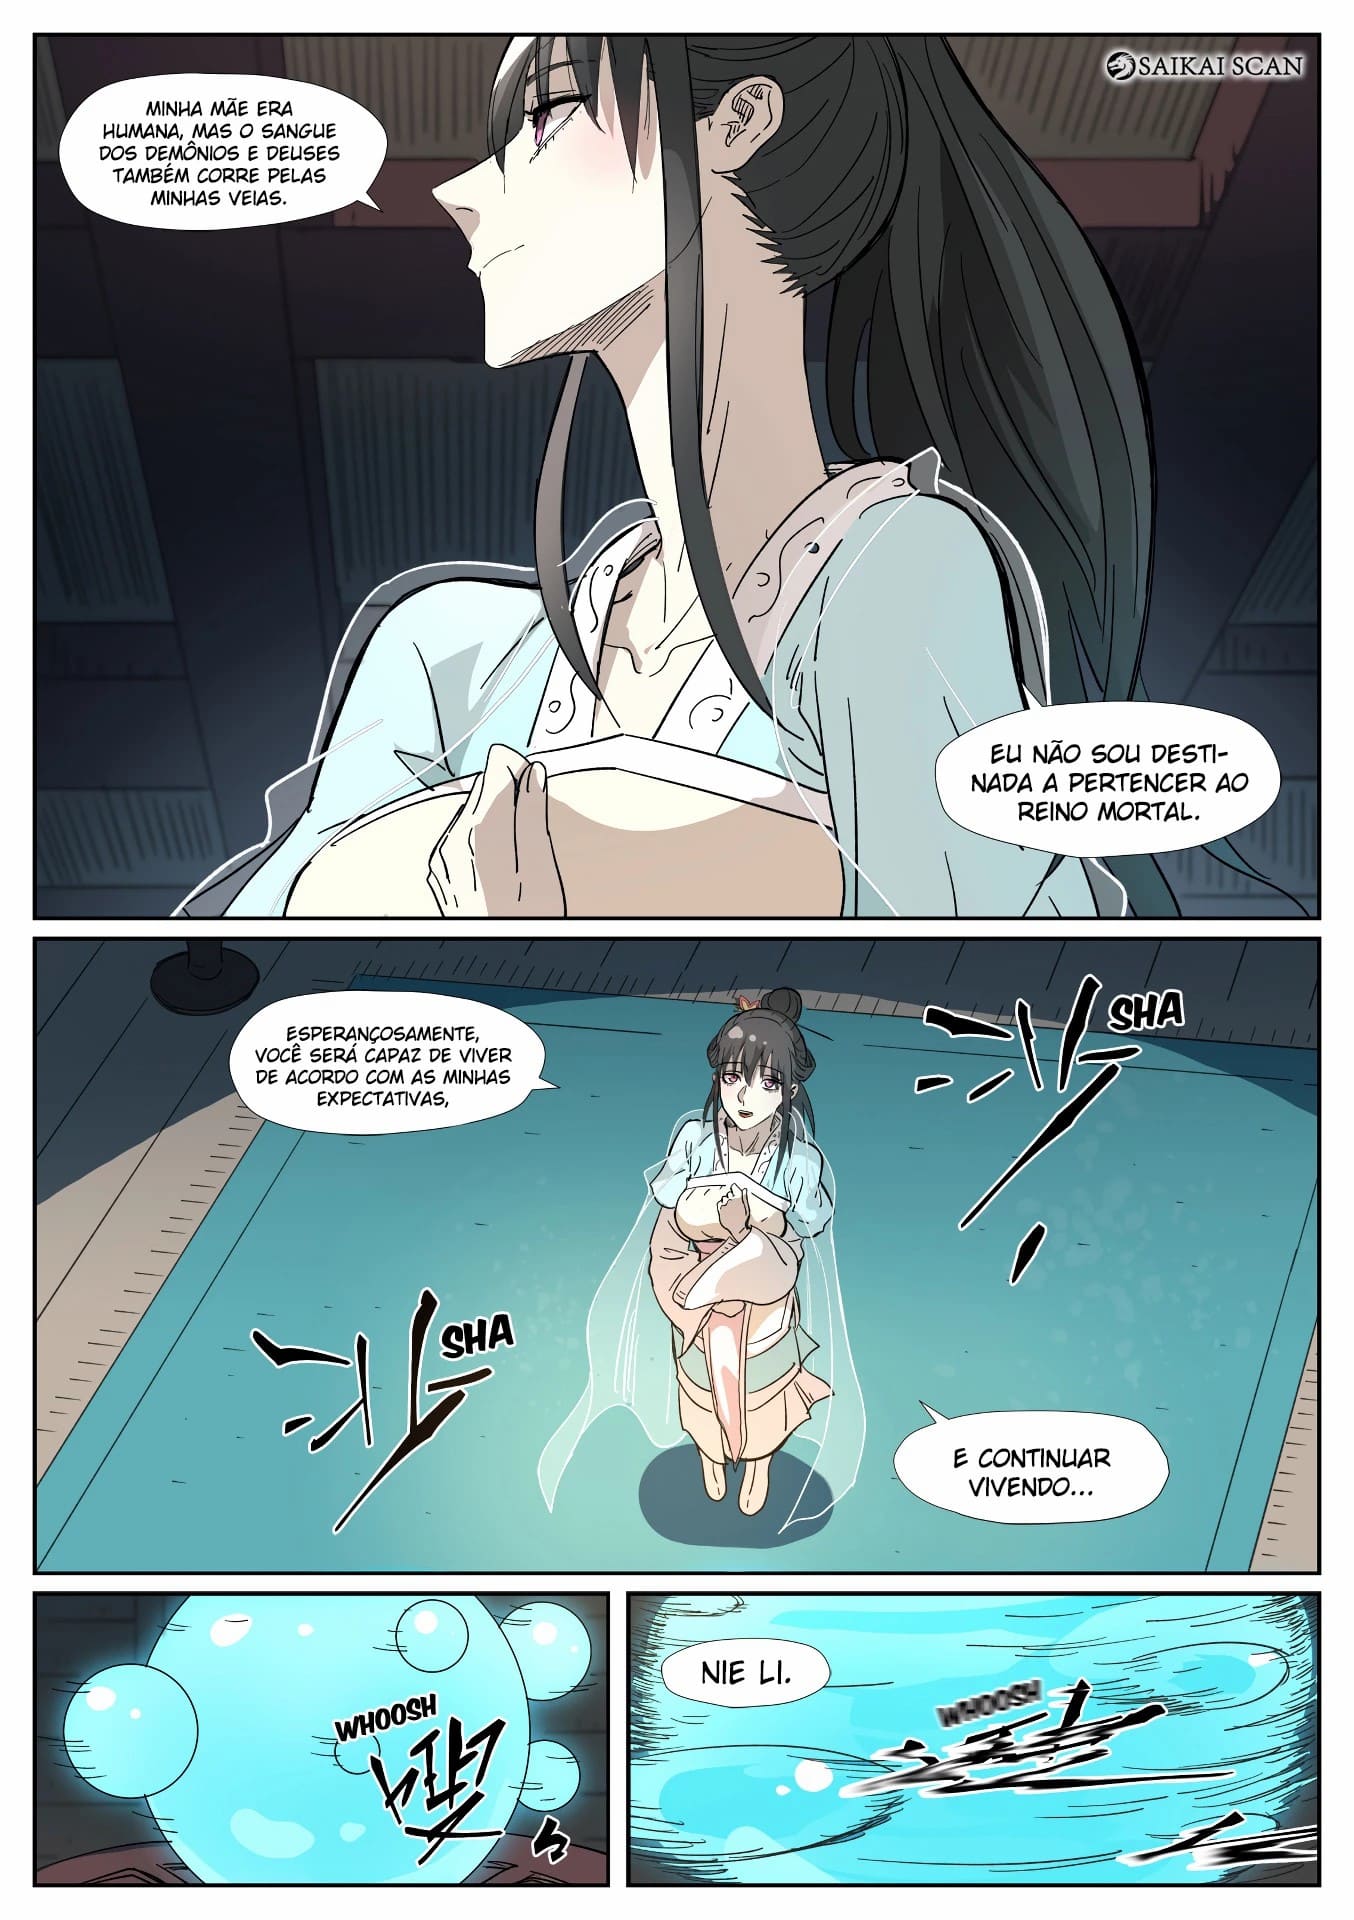 SAIKAI SCAN
MINHA MÃE ERA
HUMANA, MAS O SANGUE
DOS DEMÔNIOS E DEUSES
TAMBÉM CORRE PELAS
MINHAS VEIAS.
EU NÃO SOU DESTI-
NADA A PERTENCER AO
REINO MORTAL.
ESPERANÇOSAMENTE,
VOCÊ SERÁ CAPAZ DE VIVER
DE ACORDO COM AS MINHAS
EXPECTATIVAS,
SHA
SHA
E CONTINUAR
VIVENDO...
WHOOSH
NIE LI.
WHOOSH